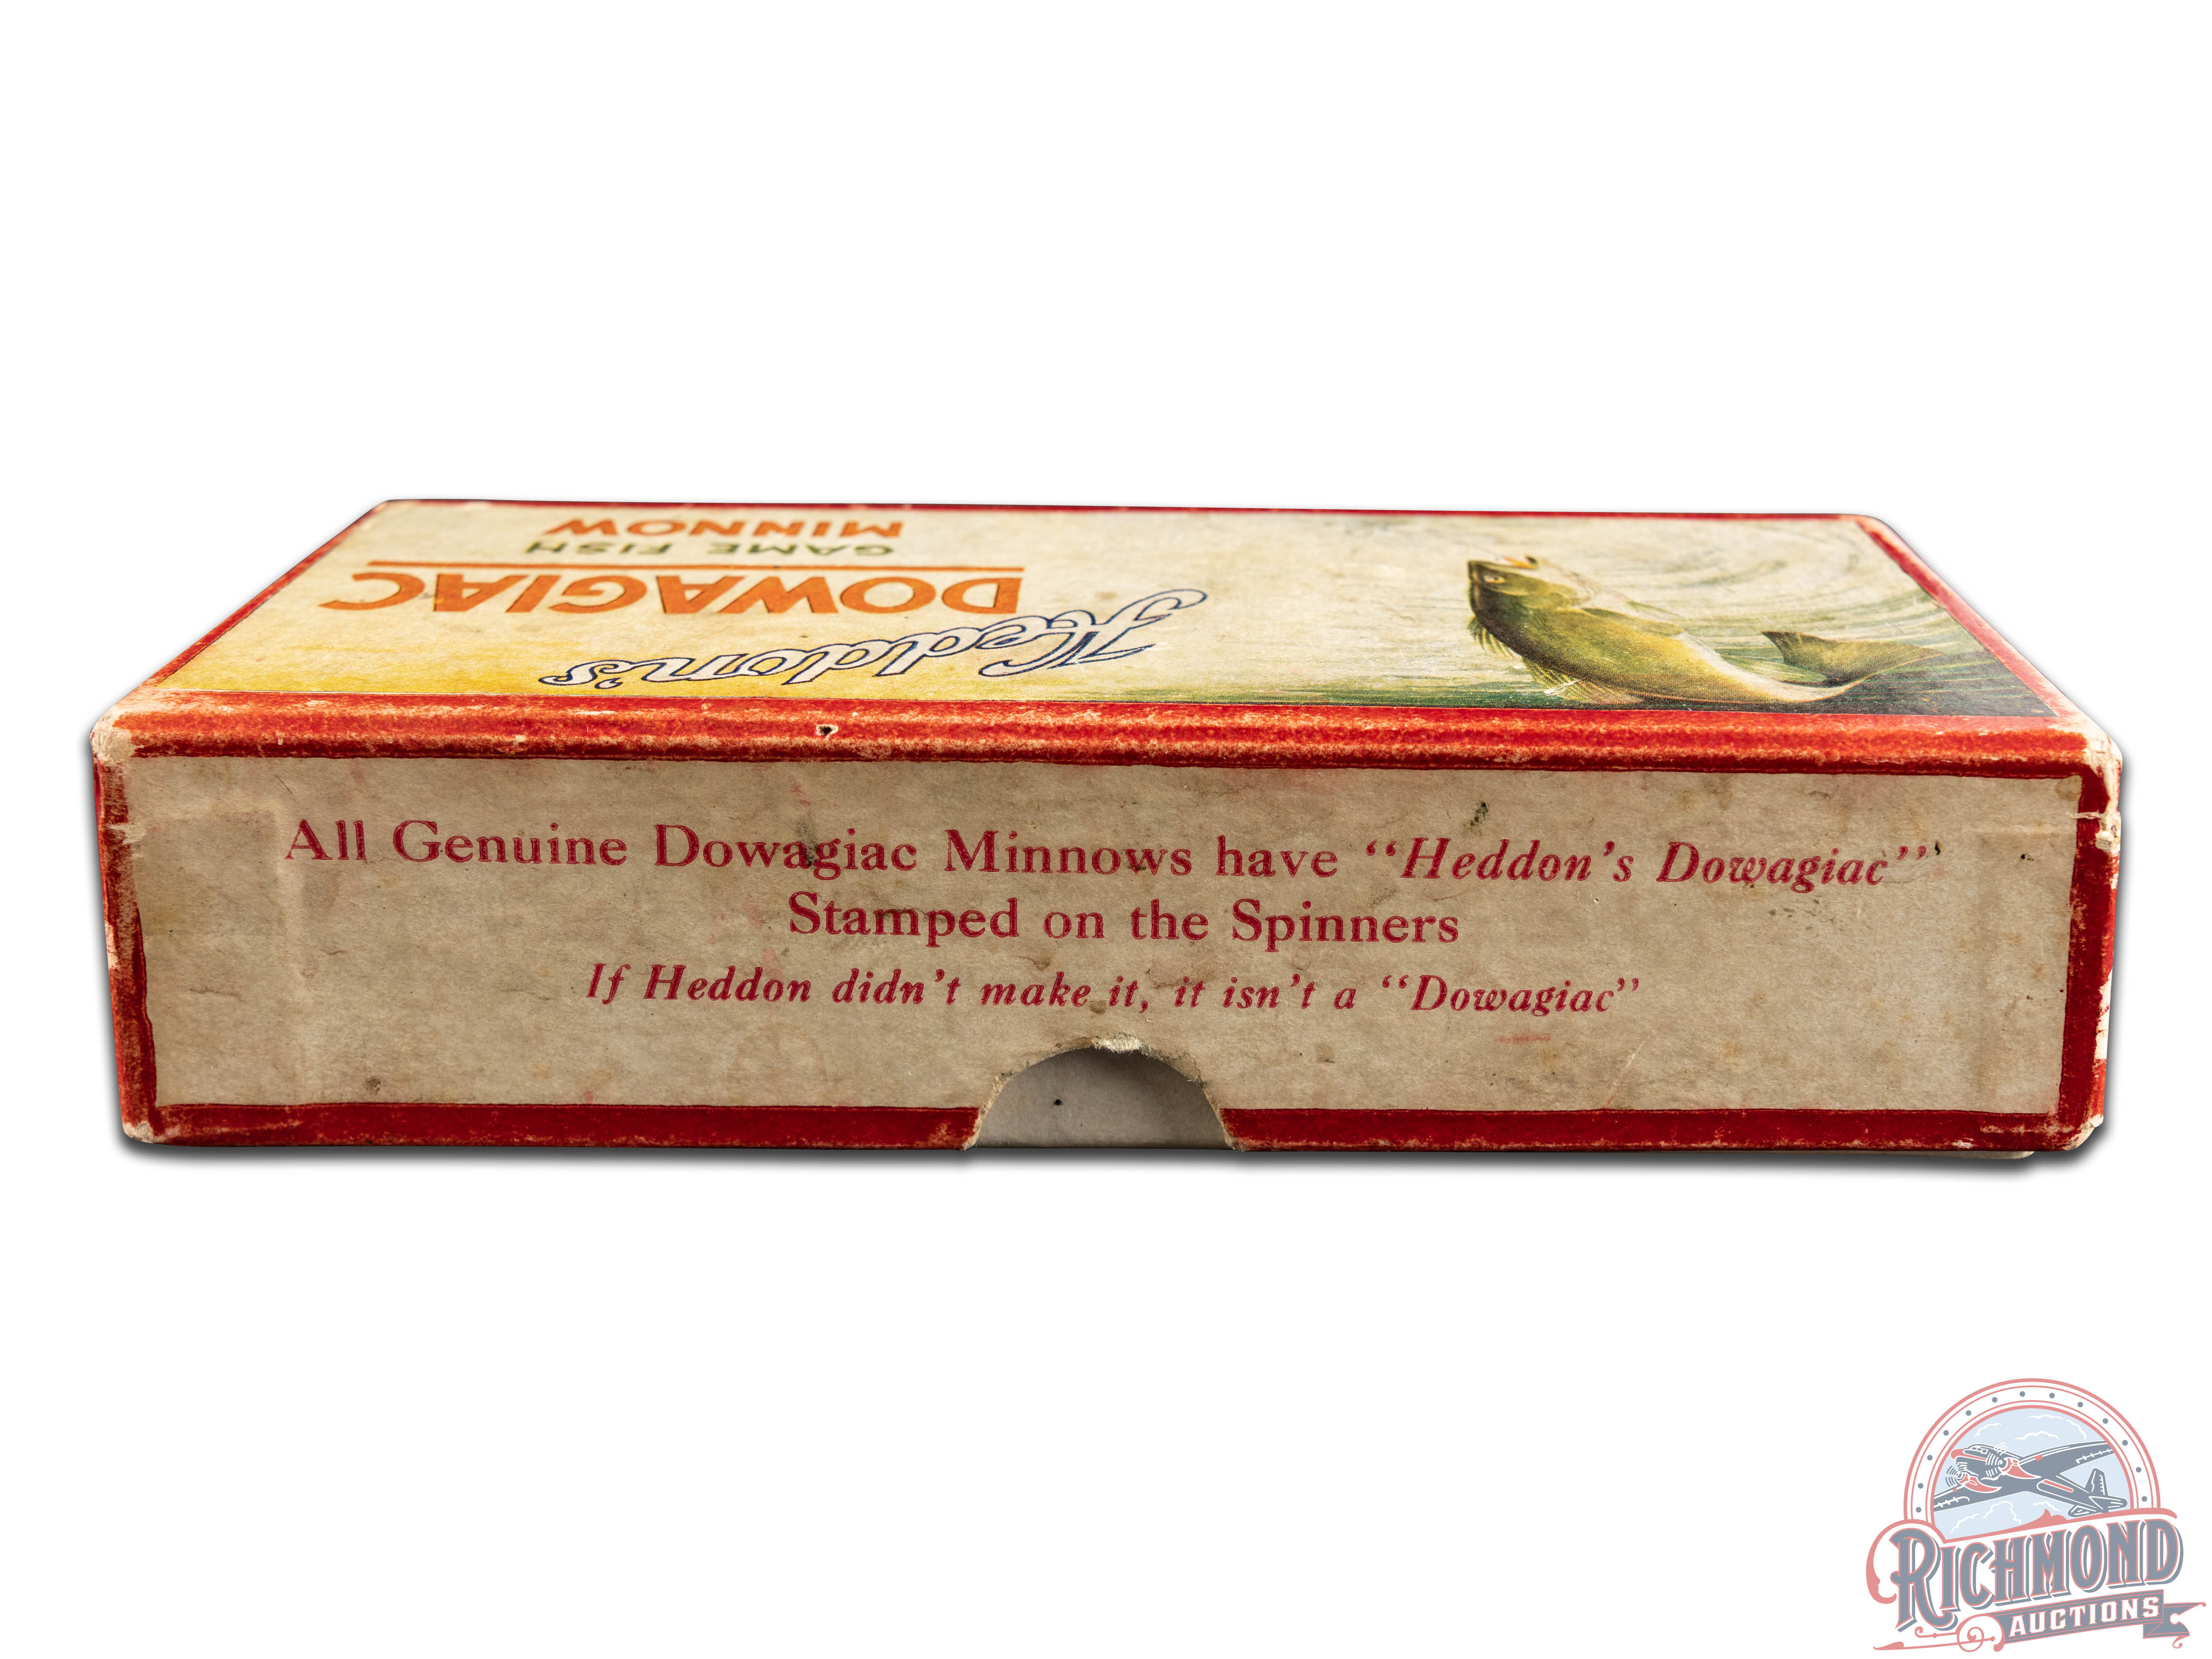 Heddon's
DOWAGIAC
GAME FISH
MINNOW
All Genuine Dowagiac Minnows have "Heddon's Dowagiac"
Stamped on the Spinners
If Heddon didn't make it, it isn't a "Dowagiac"
RICHMOND
AUCTIONS